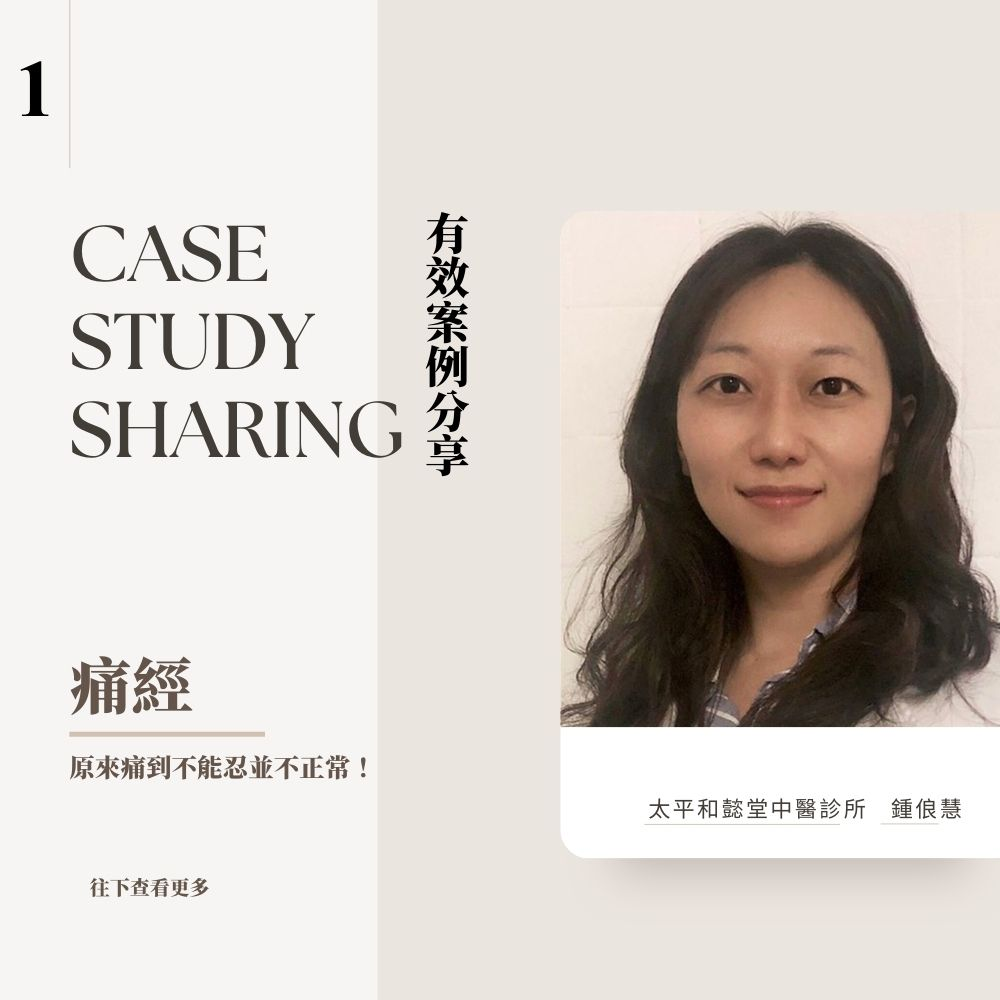 1
CASE
STUDY
SHARING
有效案例分享
痛經
原來痛到不能忍並不正常！
往下查看更多
太平和懿堂中醫診所 鍾俍慧